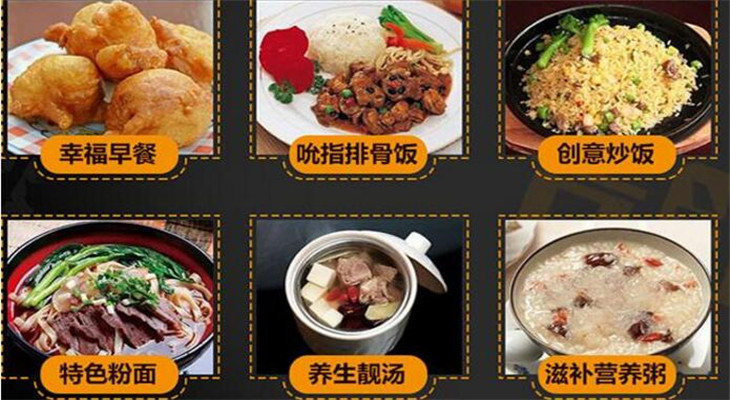 幸福早餐
吮指排骨饭
创意炒饭
特色粉面
养生靓汤
滋补营养粥